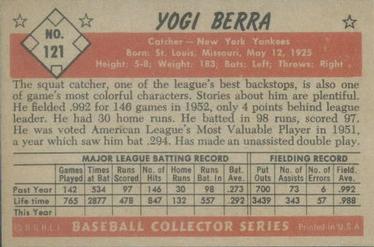 NO.
121
YOGI BERRA
Catcher—New York Yankees
Born: St. Louis, Missouri, May 12, 1925
Height: 5-8; Weight: 183; Bats: Left; Throws: Right
The squat catcher, one of the league's best backstops, is also one
of game's most colorful characters. Stories about him are plentiful.
He fielded .992 for 146 games in 1952, only 4 points behind league
leader. He had 30 home runs. He batted in 98 runs, scored 97.
He was voted American League's Most Valuable Player in 1951,
a year which saw him bat .294. Has made an unassisted double play.
MAJOR LEAGUE BATTING RECORD FIELDING RECORD
Games Played Times at Bat Runs Scored No. of Hits Home Runs Runs Bat. In Bat. Ave. Put Outs No. of Assists No. of Errors Field. Ave.
Past Year 142 534 97 146 30 98 .273 700 73 6 .992
Life time 765 2877 478 847 132 557 .292 3439 343 57 .988
This Year
BASEBALL COLLECTOR SERIES Printed in U.S.A.